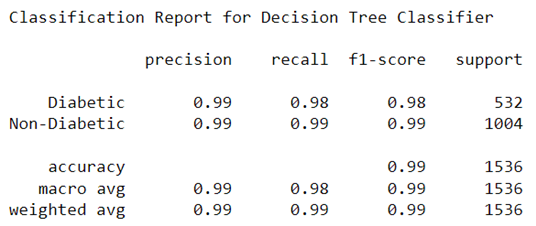 Classification Report for Decision Tree Classifier
precision recall f1-score support
Diabetic 0.99 0.98 0.98 532
Non-Diabetic 0.99 0.99 0.99 1004
accuracy 0.99 1536
macro avg 0.99 0.98 0.99 1536
weighted avg 0.99 0.99 0.99 1536